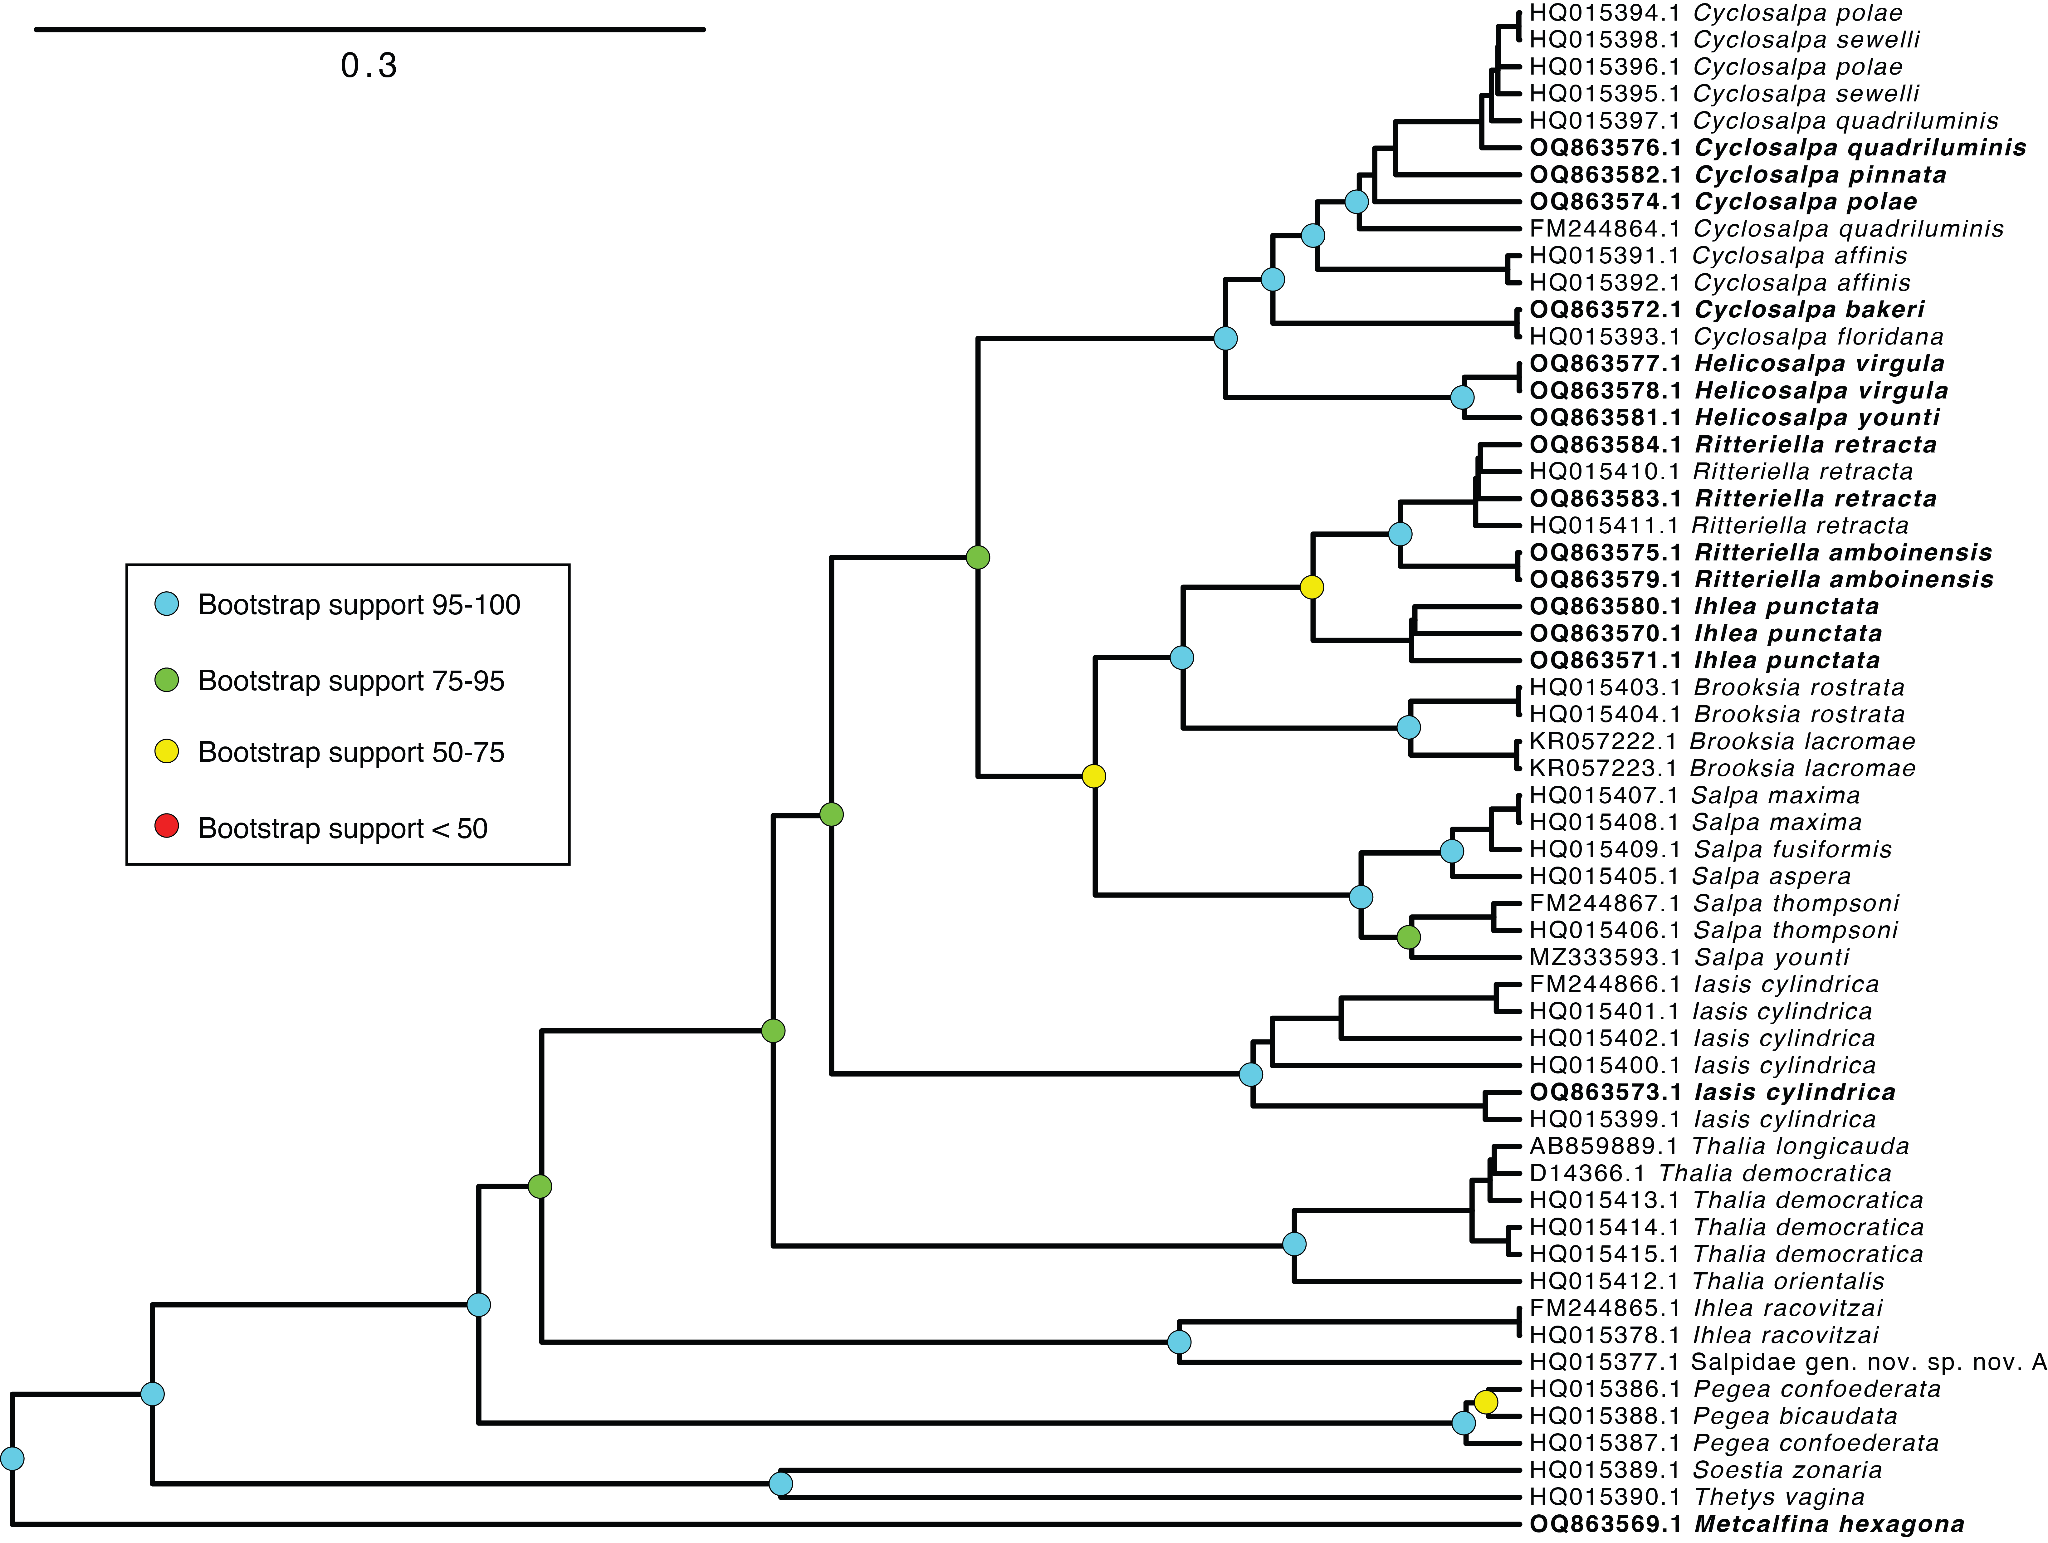 0.3
HQ015394.1 Cyclosalpa polae
HQ015398.1 Cyclosalpa sewelli
HQ015396.1 Cyclosalpa polae
HQ015395.1 Cyclosalpa sewelli
HQ015397.1 Cyclosalpa quadriluminis
OQ863576.1 Cyclosalpa quadriluminis
OQ863582.1 Cyclosalpa pinnata
OQ863574.1 Cyclosalpa polae
FM244864.1 Cyclosalpa quadriluminis
HQ015391.1 Cyclosalpa affinis
HQ015392.1 Cyclosalpa affinis
OQ863572.1 Cyclosalpa bakeri
HQ015393.1 Cyclosalpa floridana
OQ863577.1 Helicosalpa virgula
OQ863578.1 Helicosalpa virgula
OQ863581.1 Helicosalpa younti
OQ863584.1 Ritteriella retracta
HQ015410.1 Ritteriella retracta
OQ863583.1 Ritteriella retracta
HQ015411.1 Ritteriella retracta
OQ863575.1 Ritteriella amboinensis
OQ863579.1 Ritteriella amboinensis
OQ863580.1 Ihlea punctata
OQ863570.1 Ihlea punctata
OQ863571.1 Ihlea punctata
HQ015403.1 Brooksia rostrata
HQ015404.1 Brooksia rostrata
KR057222.1 Brooksia lacromae
KR057223.1 Brooksia lacromae
HQ015407.1 Salpa maxima
HQ015408.1 Salpa maxima
HQ015409.1 Salpa fusiformis
HQ015405.1 Salpa aspera
FM244867.1 Salpa thompsoni
HQ015406.1 Salpa thompsoni
MZ333593.1 Salpa younti
FM244866.1 Iasis cylindrica
HQ015401.1 Iasis cylindrica
HQ015402.1 Iasis cylindrica
HQ015400.1 Iasis cylindrica
OQ863573.1 Iasis cylindrica
HQ015399.1 Iasis cylindrica
AB859889.1 Thalia longicauda
D14366.1 Thalia democratica
HQ015413.1 Thalia democratica
HQ015414.1 Thalia democratica
HQ015415.1 Thalia democratica
HQ015412.1 Thalia orientalis
FM244865.1 Ihlea racovitzai
HQ015378.1 Ihlea racovitzai
HQ015377.1 Salpidae gen. nov. sp. nov. A
HQ015386.1 Pegea confoederata
HQ015388.1 Pegea bicaudata
HQ015387.1 Pegea confoederata
HQ015389.1 Soestia zonaria
HQ015390.1 Thetys vagina
OQ863569.1 Metcalfina hexagona
Bootstrap support 95-100
Bootstrap support 75-95
Bootstrap support 50-75
Bootstrap support < 50